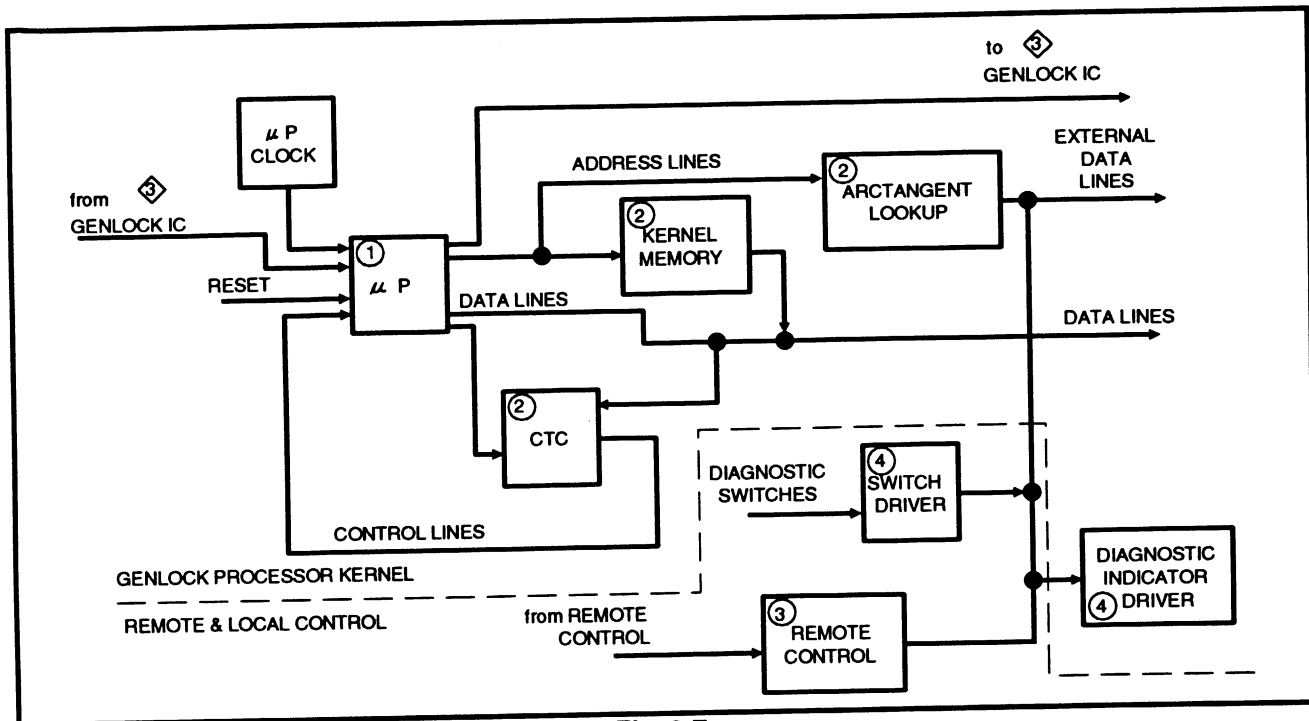 to 3
GENLOCK IC
μ P
CLOCK
EXTERNAL
DATA
LINES
ADDRESS LINES
2
ARCTANGENT
LOOKUP
from 3
GENLOCK IC
2
KERNEL
MEMORY
1
μ P
RESET
DATA LINES
DATA LINES
2
CTC
DIAGNOSTIC
SWITCHES
4
SWITCH
DRIVER
CONTROL LINES
GENLOCK PROCESSOR KERNEL
REMOTE & LOCAL CONTROL
from REMOTE
CONTROL
3
REMOTE
CONTROL
DIAGNOSTIC
INDICATOR
DRIVER
4